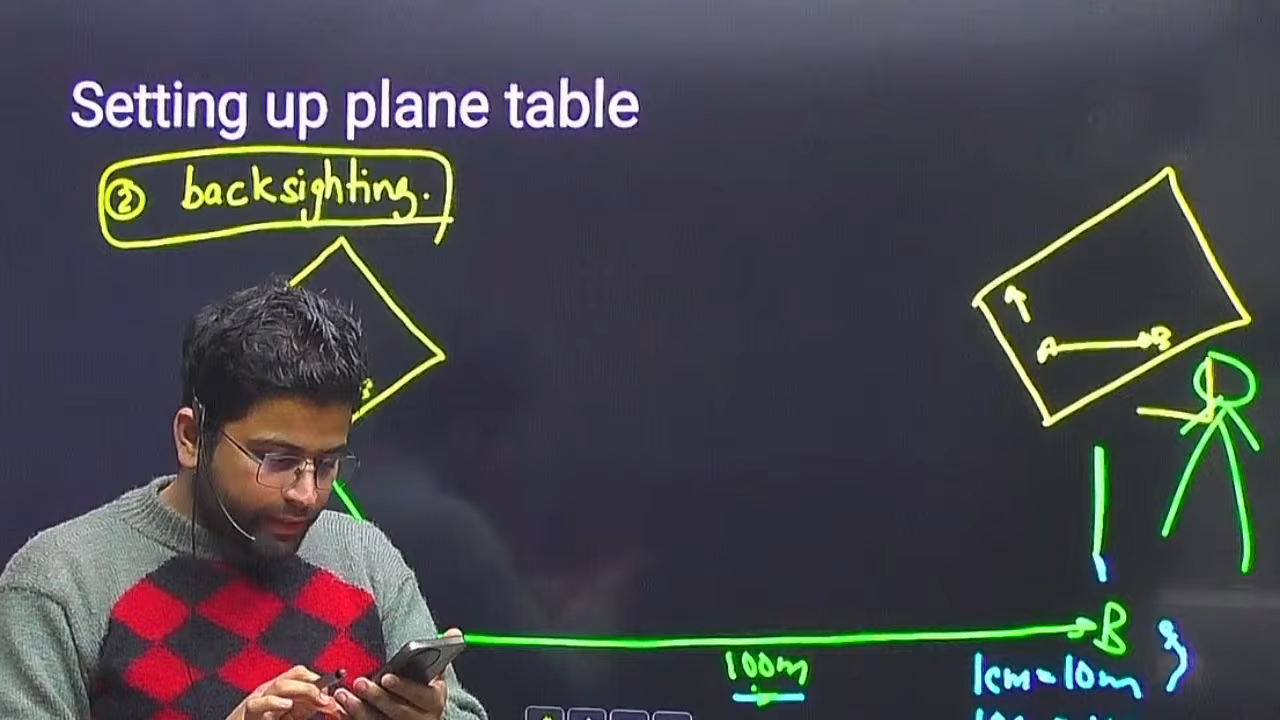 Setting up plane table
② backsighting.
A B
B
100m
1cm = 10m